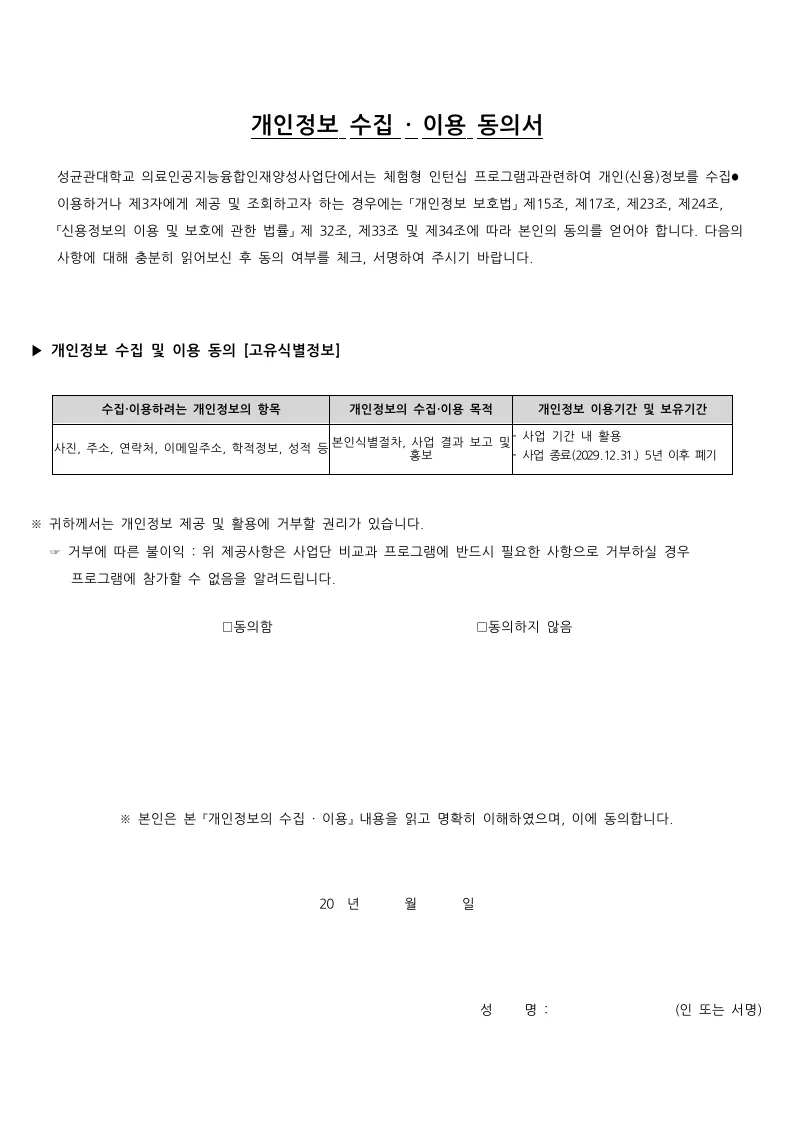 개인정보 수집 · 이용 동의서
성균관대학교 의료인공지능융합인재양성사업단에서는 체험형 인턴십 프로그램과관련하여 개인(신용)정보를 수집●
이용하거나 제3자에게 제공 및 조회하고자 하는 경우에는 「개인정보 보호법」 제15조, 제17조, 제23조, 제24조,
「신용정보의 이용 및 보호에 관한 법률」 제 32조, 제33조 및 제34조에 따라 본인의 동의를 얻어야 합니다. 다음의
사항에 대해 충분히 읽어보신 후 동의 여부를 체크, 서명하여 주시기 바랍니다.
▶ 개인정보 수집 및 이용 동의 [고유식별정보]
수집·이용하려는 개인정보의 항목 개인정보의 수집·이용 목적 개인정보 이용기간 및 보유기간
사진, 주소, 연락처, 이메일주소, 학적정보, 성적 등
본인식별절차, 사업 결과 보고 및
홍보
- 사업 기간 내 활용
- 사업 종료(2029.12.31.) 5년 이후 폐기
※ 귀하께서는 개인정보 제공 및 활용에 거부할 권리가 있습니다.
☞ 거부에 따른 불이익 : 위 제공사항은 사업단 비교과 프로그램에 반드시 필요한 사항으로 거부하실 경우
프로그램에 참가할 수 없음을 알려드립니다.
□동의함 □동의하지 않음
※ 본인은 본 『개인정보의 수집 · 이용』 내용을 읽고 명확히 이해하였으며, 이에 동의합니다.
20 년 월 일
성 명 : (인 또는 서명)